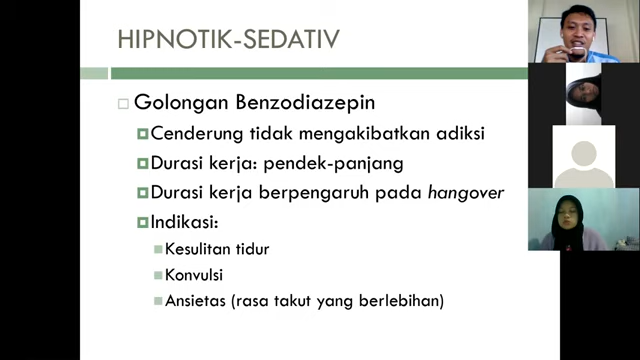 HIPNOTIK-SEDATIV
Golongan Benzodiazepin
Cenderung tidak mengakibatkan adiksi
Durasi kerja: pendek-panjang
Durasi kerja berpengaruh pada hangover
Indikasi:
Kesulitan tidur
Konvulsi
Ansietas (rasa takut yang berlebihan)